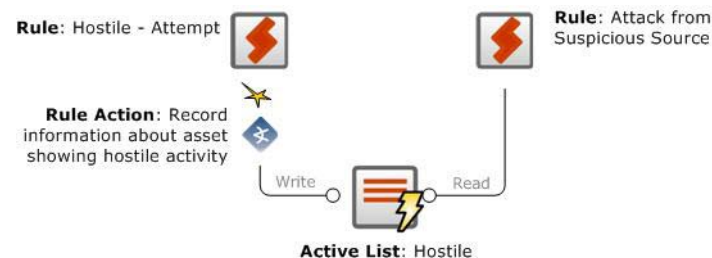 Rule: Hostile - Attempt
Rule: Attack from
Suspicious Source
Rule Action: Record
information about asset
showing hostile activity
Write
Read
Active List: Hostile